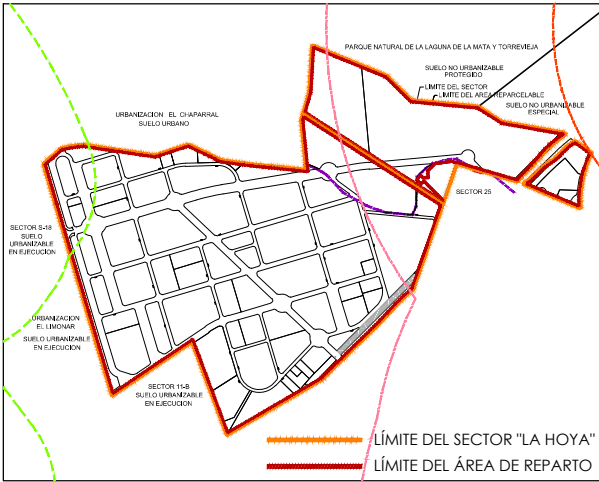 PARQUE NATURAL DE LA LAGUNA DE LA MATA Y TORREVIEJA
SUELO NO URBANIZABLE
PROTEGIDO
LIMITE DEL SECTOR
LIMITE DEL AREA REPARCELABLE
SUELO NO URBANIZABLE
ESPECIAL
URBANIZACION EL CHAPARRAL
SUELO URBANO
SECTOR 25
SECTOR S-18
SUELO
URBANIZABLE
EN EJECUCION
URBANIZACION
EL LIMONAR
SUELO URBANIZABLE
EN EJECUCION
SECTOR 11-B
SUELO URBANIZABLE
EN EJECUCION
LÍMITE DEL SECTOR "LA HOYA"
LÍMITE DEL ÁREA DE REPARTO